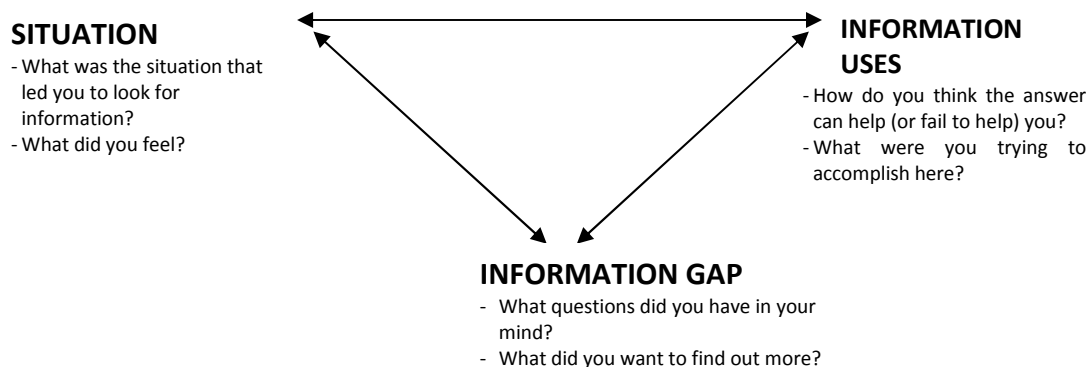 SITUATION
- What was the situation that
led you to look for
information?
- What did you feel?
INFORMATION
USES
- How do you think the answer
can help (or fail to help) you?
- What were you trying to
accomplish here?
INFORMATION GAP
- What questions did you have in your
mind?
- What did you want to find out more?